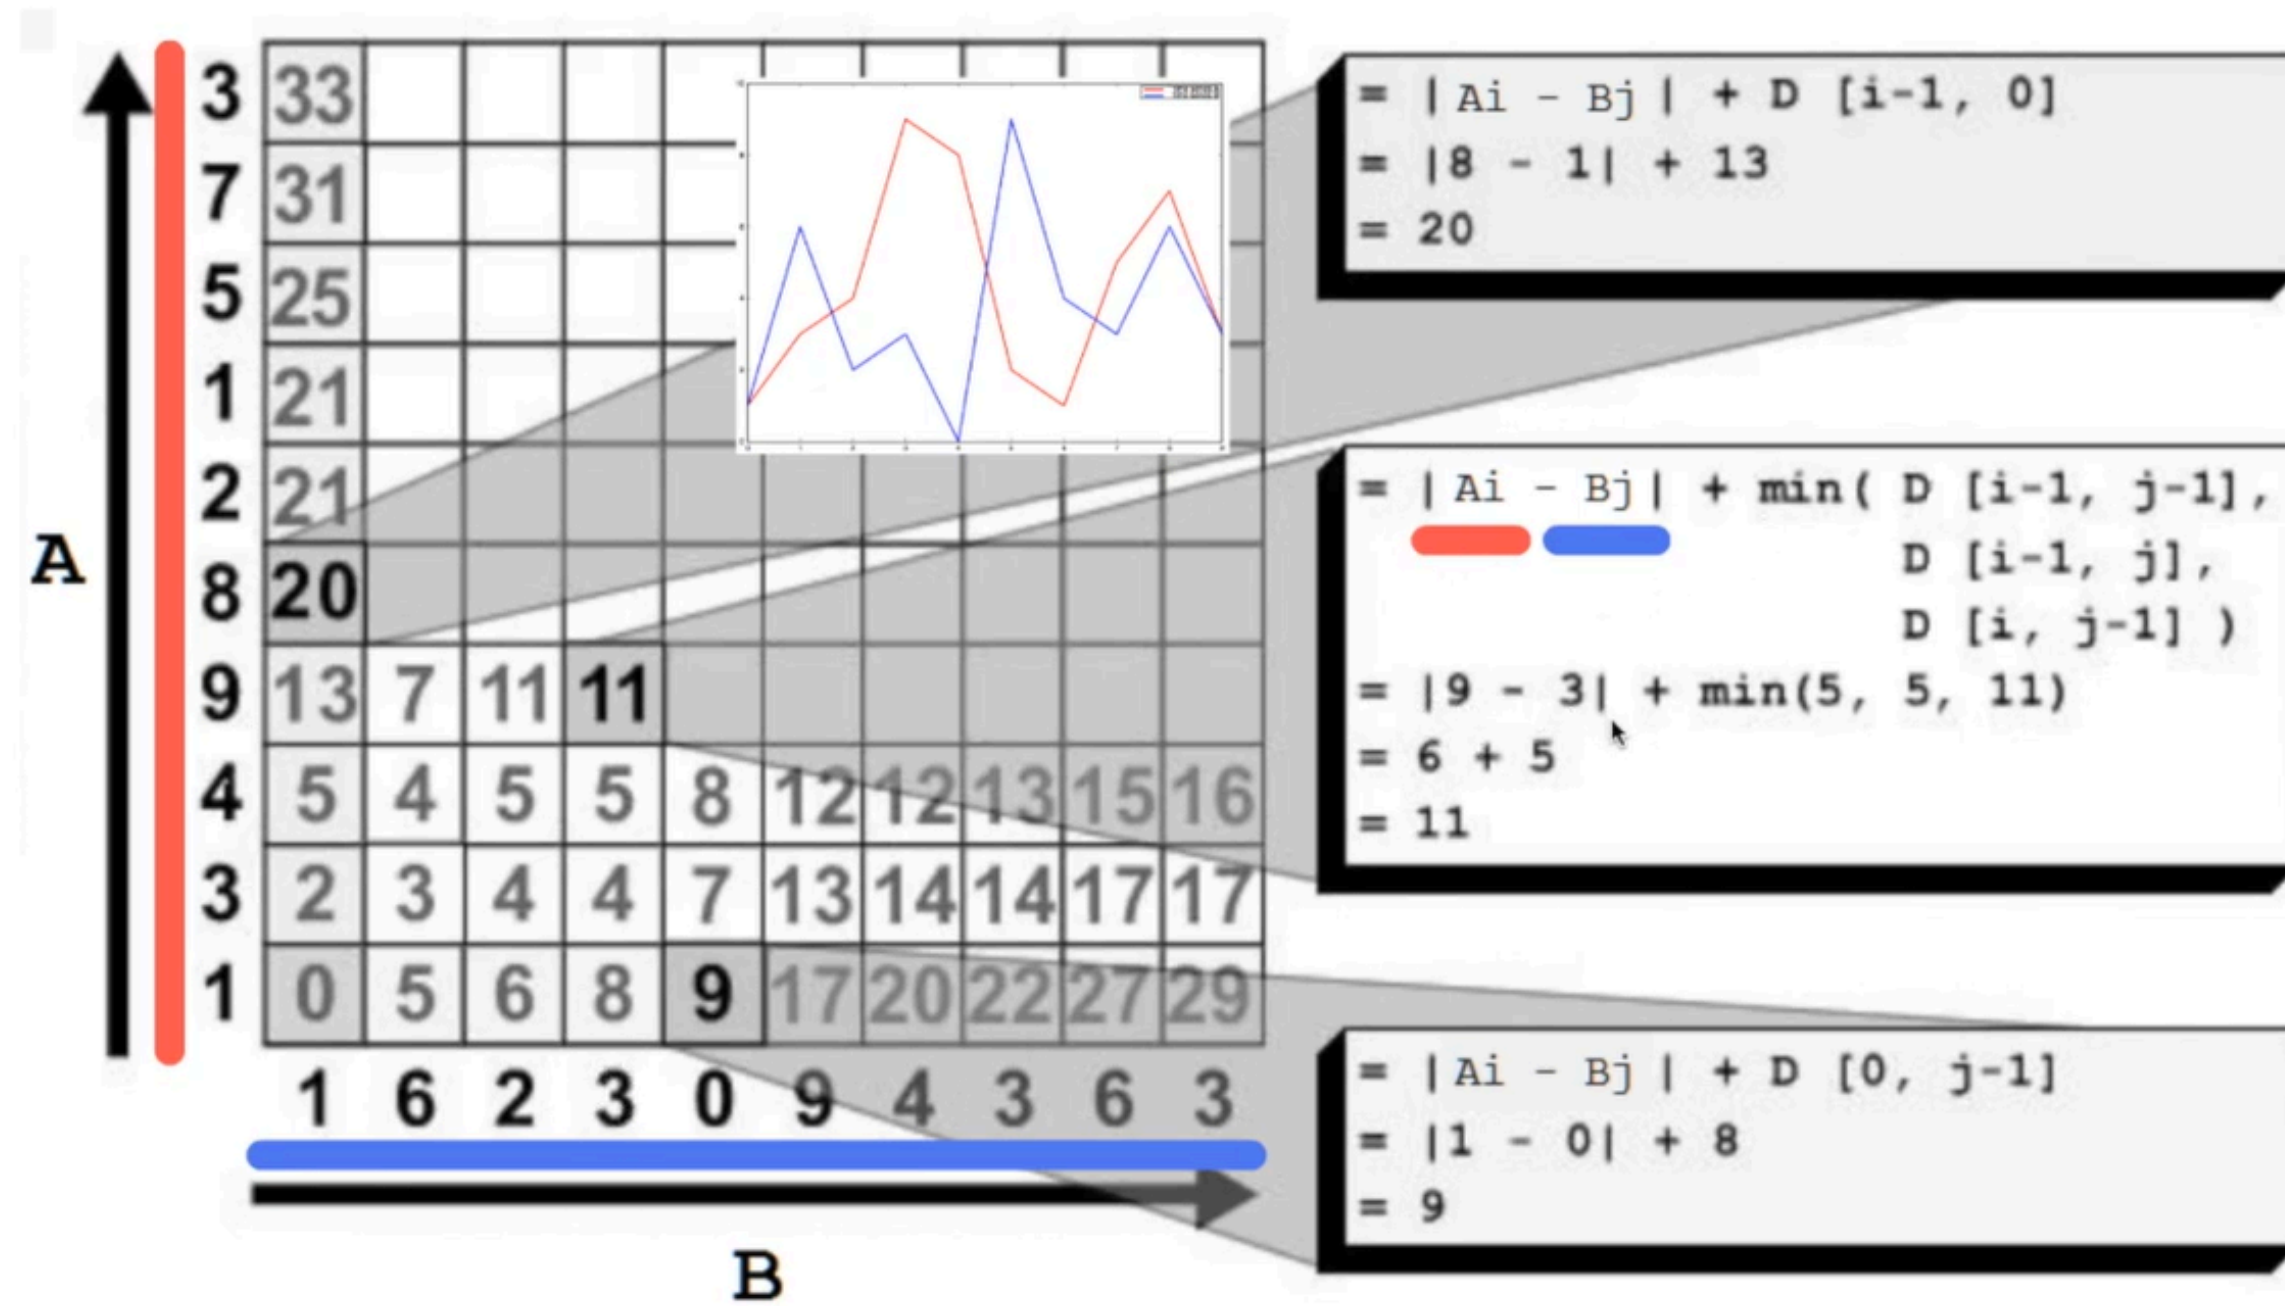 3 33
7 31
5 25
1 21
2 21
8 20
9 13 7 11 11
4 5 4 5 5 8 12 12 13 15 16
3 2 3 4 4 7 13 14 14 17 17
1 0 5 6 8 9 17 20 22 27 29
1 6 2 3 0 9 4 3 6 3
A
B
= | Ai - Bj | + D [i-1, 0]
= |8 - 1| + 13
= 20
= | Ai - Bj | + min( D [i-1, j-1],
D [i-1, j],
D [i, j-1] )
= |9 - 3| + min(5, 5, 11)
= 6 + 5
= 11
= | Ai - Bj | + D [0, j-1]
= |1 - 0| + 8
= 9